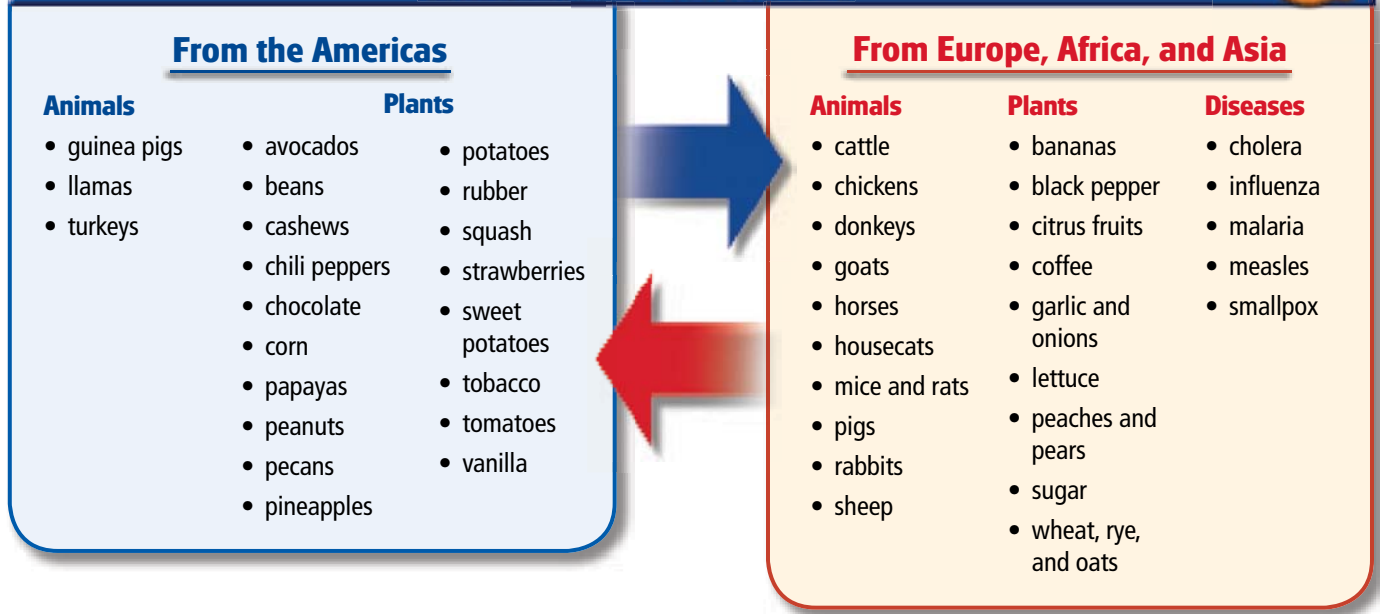 From the Americas
Animals
• guinea pigs
• llamas
• turkeys
Plants
• avocados
• beans
• cashews
• chili peppers
• chocolate
• corn
• papayas
• peanuts
• pecans
• pineapples
• potatoes
• rubber
• squash
• strawberries
• sweet
potatoes
• tobacco
• tomatoes
• vanilla
From Europe, Africa, and Asia
Animals
• cattle
• chickens
• donkeys
• goats
• horses
• housecats
• mice and rats
• pigs
• rabbits
• sheep
Plants
• bananas
• black pepper
• citrus fruits
• coffee
• garlic and
onions
• lettuce
• peaches and
pears
• sugar
• wheat, rye,
and oats
Diseases
• cholera
• influenza
• malaria
• measles
• smallpox